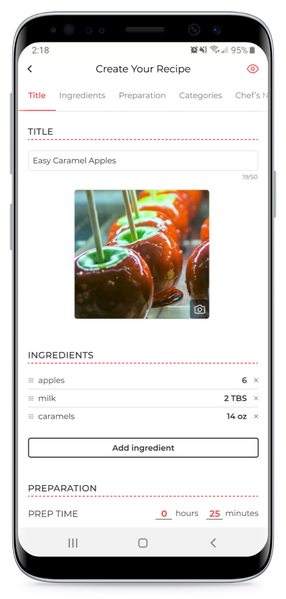 2:18 95%
Create Your Recipe
Title Ingredients Preparation Categories Chef's N
TITLE
Easy Caramel Apples
19/50
INGREDIENTS
apples 6 ×
milk 2 TBS ×
caramels 14 oz ×
Add ingredient
PREPARATION
PREP TIME 0 hours 25 minutes